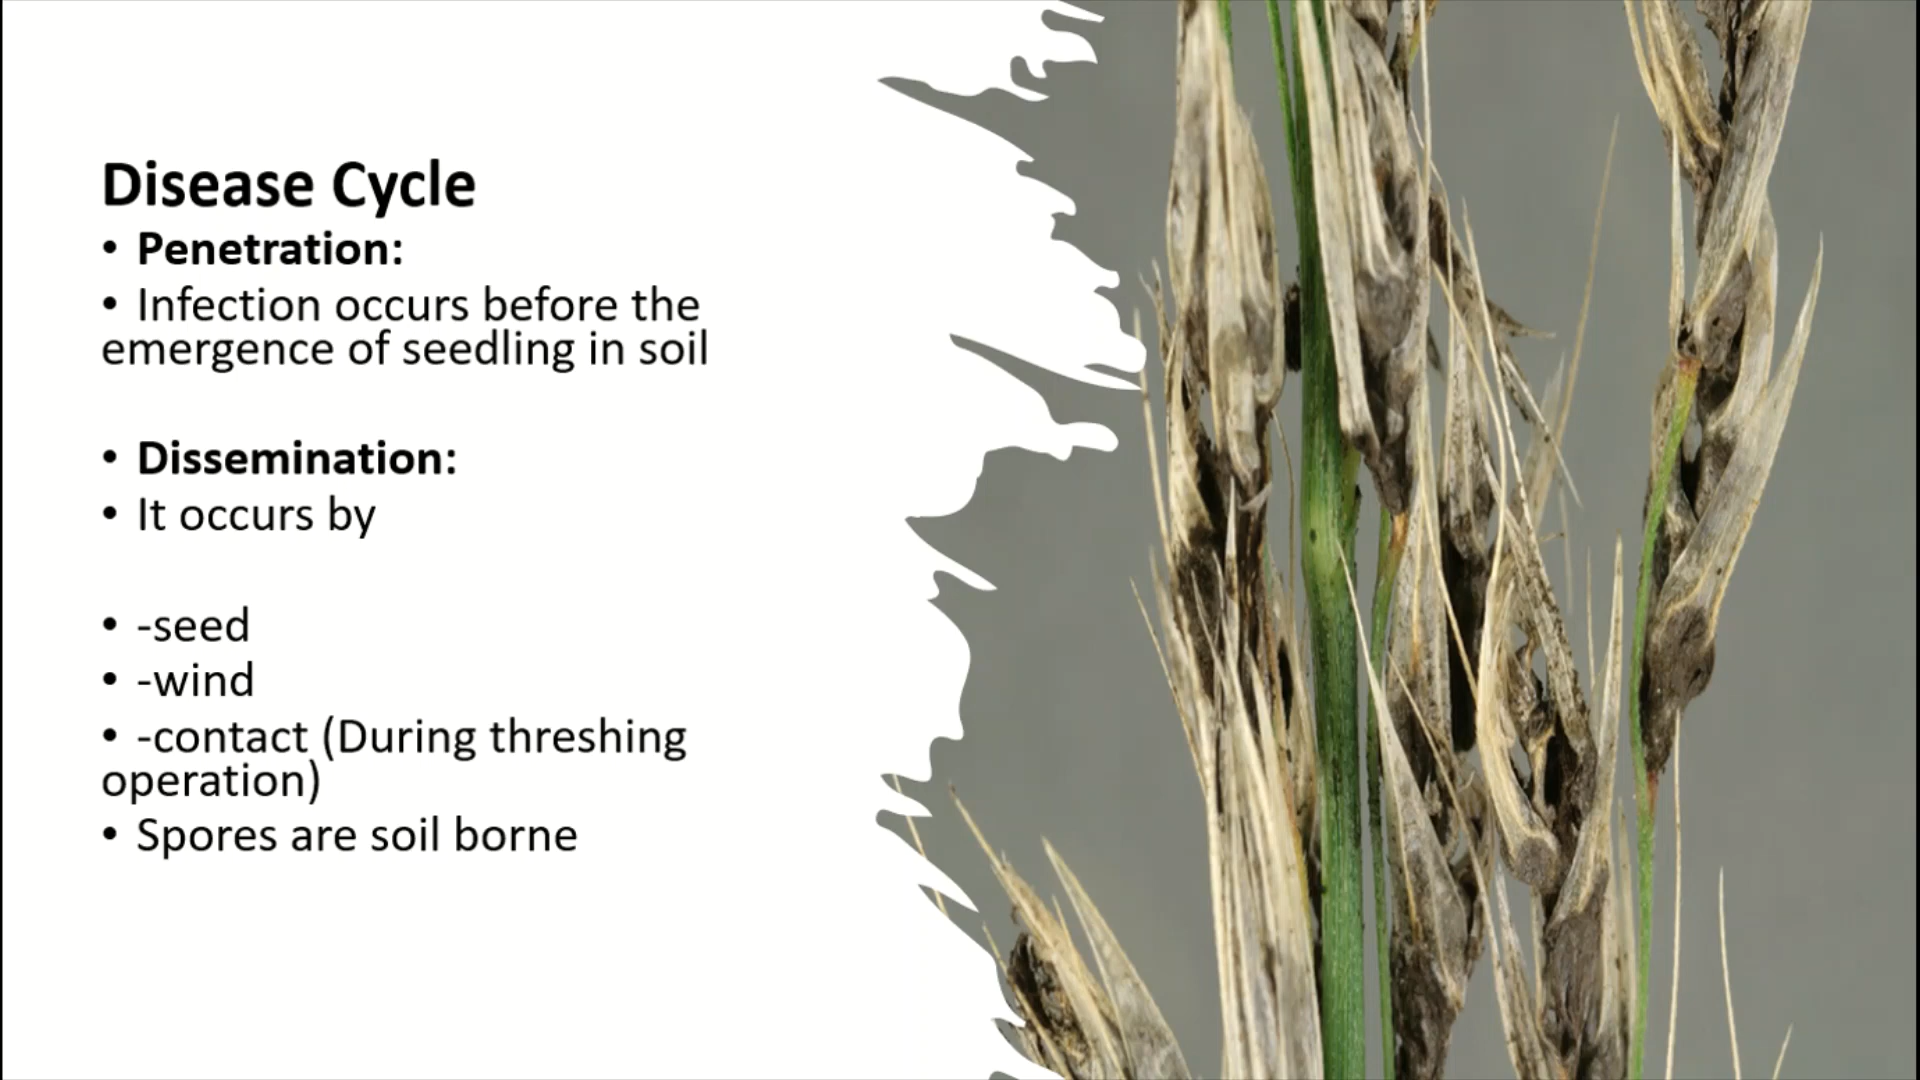 Disease Cycle
• Penetration:
• Infection occurs before the
emergence of seedling in soil
• Dissemination:
• It occurs by
• -seed
• -wind
• -contact (During threshing
operation)
• Spores are soil borne